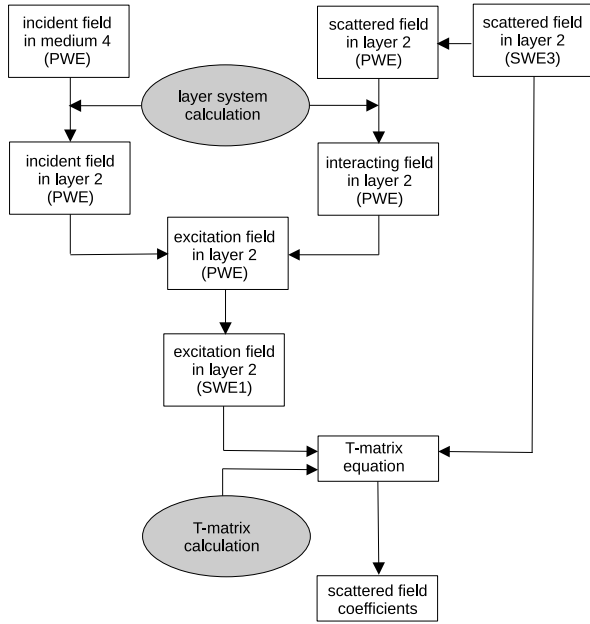 incident field
in medium 4
(PWE)
scattered field
in layer 2
(PWE)
scattered field
in layer 2
(SWE3)
layer system
calculation
incident field
in layer 2
(PWE)
interacting field
in layer 2
(PWE)
excitation field
in layer 2
(PWE)
excitation field
in layer 2
(SWE1)
T-matrix
equation
T-matrix
calculation
scattered field
coefficients